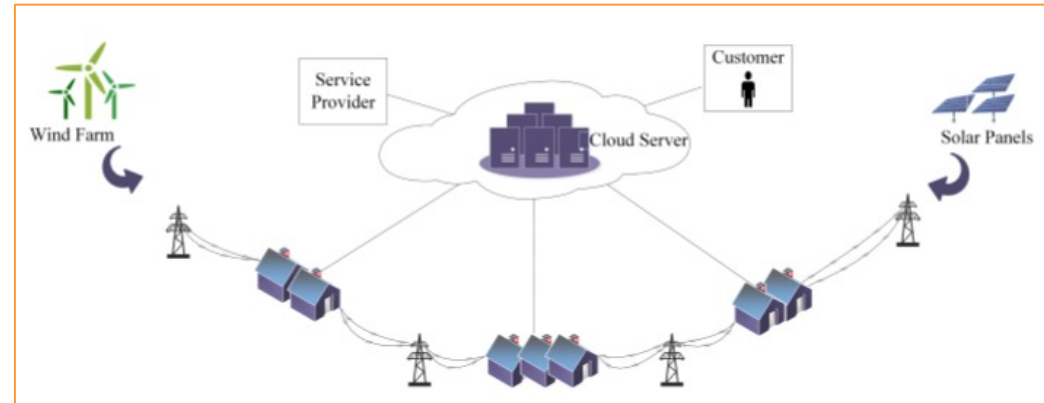 Service
Provider
Customer
Wind Farm
Cloud Server
Solar Panels